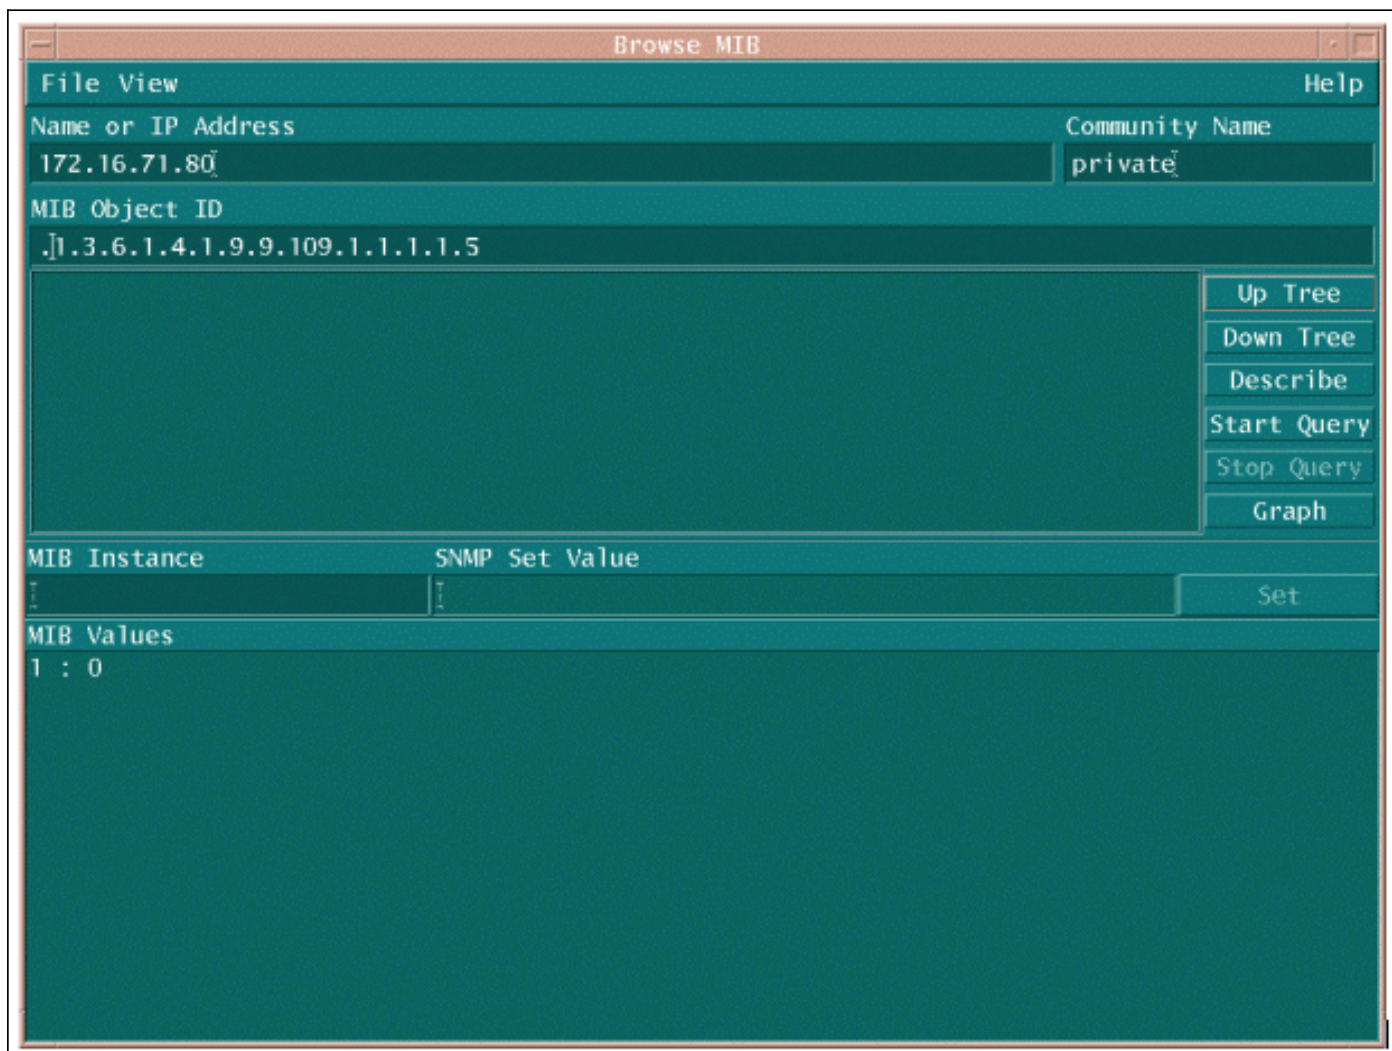 Browse MIB
File View Help
Name or IP Address Community Name
172.16.71.80 private
MIB Object ID
.1.3.6.1.4.1.9.9.109.1.1.1.1.5
Up Tree
Down Tree
Describe
Start Query
Stop Query
Graph
MIB Instance SNMP Set Value
Set
MIB Values
1 : 0